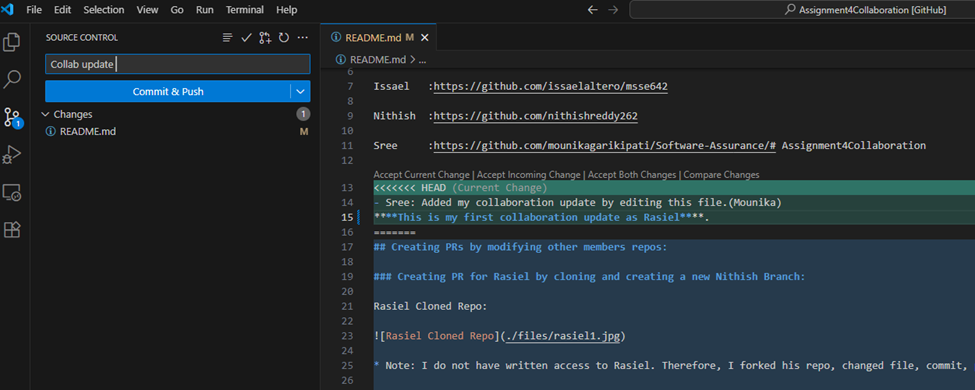 File Edit Selection View Go Run Terminal Help
Assignment4Collaboration [GitHub]
SOURCE CONTROL
Collab update
Commit & Push
Changes 1
README.md M
1
README.md M
README.md > ...
6
7 Issael :https://github.com/issaelaltero/msse642
8
9 Nithish :https://github.com/nithishreddy262
10
11 Sree :https://github.com/mounikagarikipati/Software-Assurance/# Assignment4Collaboration
12
Accept Current Change | Accept Incoming Change | Accept Both Changes | Compare Changes
13 <<<<<<< HEAD (Current Change)
14 - Sree: Added my collaboration update by editing this file.(Mounika)
15 ****This is my first collaboration update as Rasiel****.
16 =======
17 ## Creating PRs by modifying other members repos:
18
19 ### Creating PR for Rasiel by cloning and creating a new Nithish Branch:
20
21 Rasiel Cloned Repo:
22
23 ![Rasiel Cloned Repo](./files/rasiel1.jpg)
24
25 * Note: I do not have written access to Rasiel. Therefore, I forked his repo, changed file, commit,
26